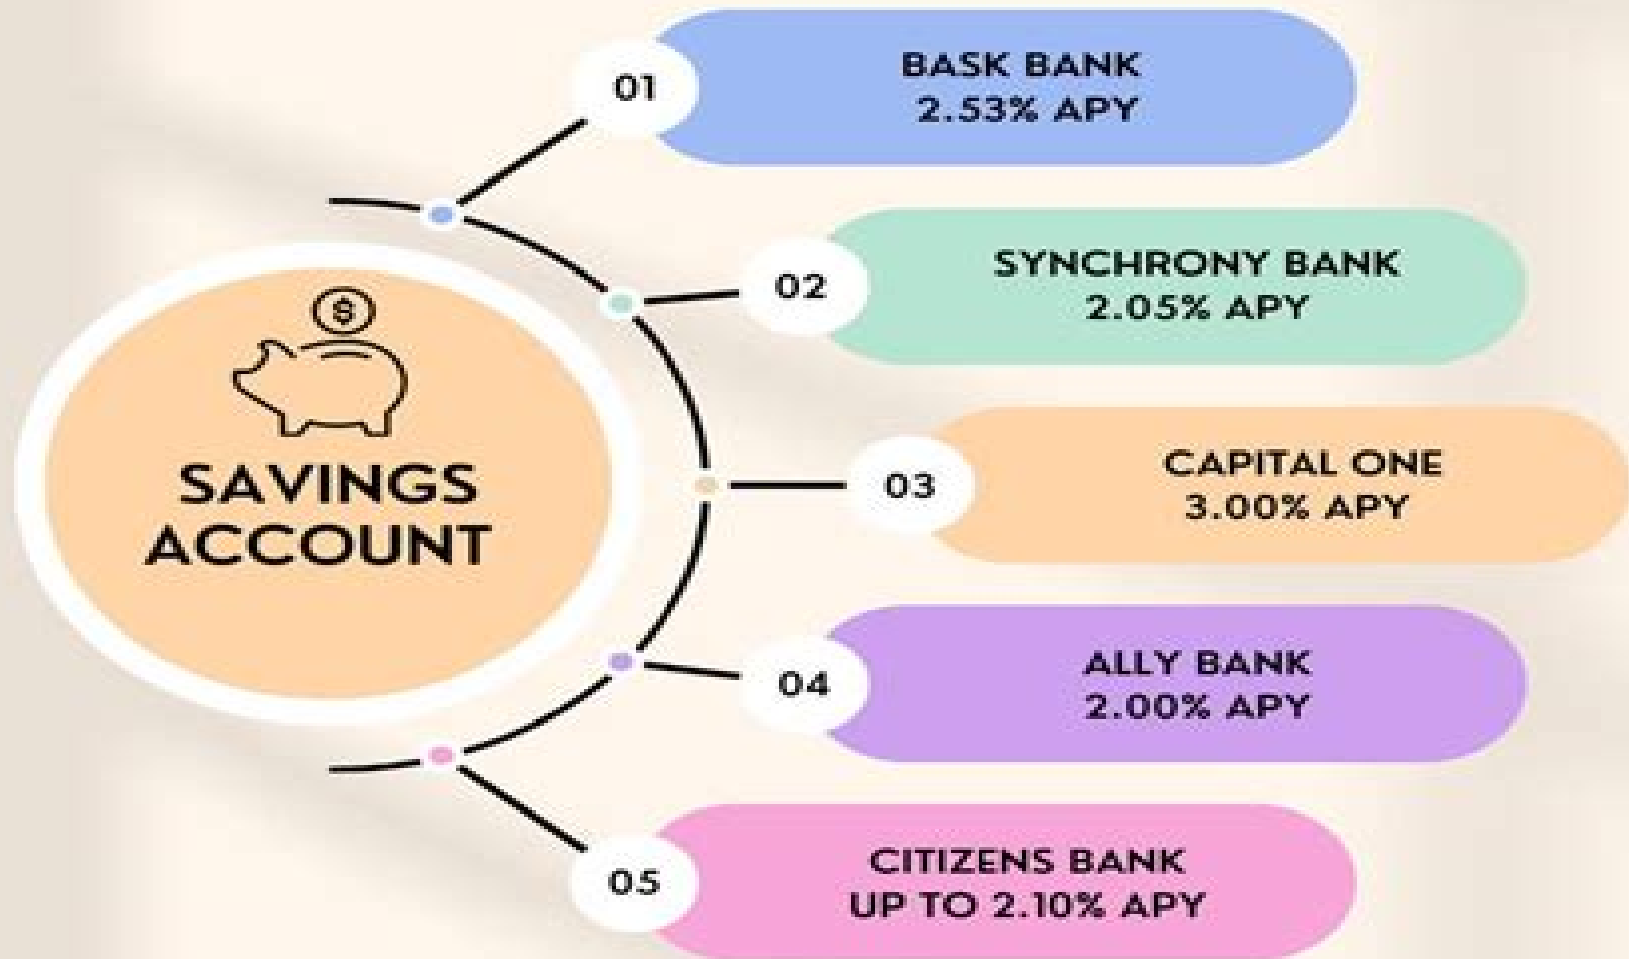 01
BASK BANK
2.53% APY
02
SYNCHRONY BANK
2.05% APY
$
SAVINGS
ACCOUNT
03
CAPITAL ONE
3.00% APY
04
ALLY BANK
2.00% APY
05
CITIZENS BANK
UP TO 2.10% APY